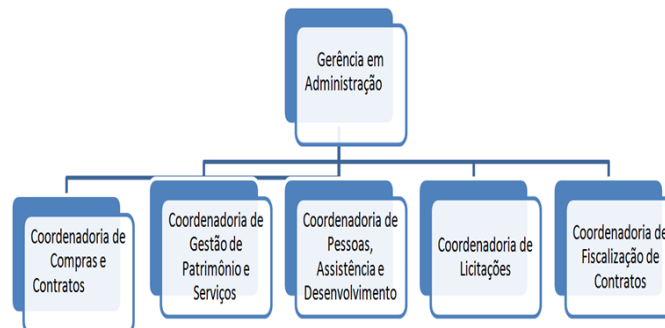 Gerência em
Administração
Coordenadoria de
Compras e
Contratos
Coordenadoria de
Gestão de
Patrimônio e
Serviços
Coordenadoria de
Pessoas,
Assistência e
Desenvolvimento
Coordenadoria de
Licitações
Coordenadoria de
Fiscalização de
Contratos